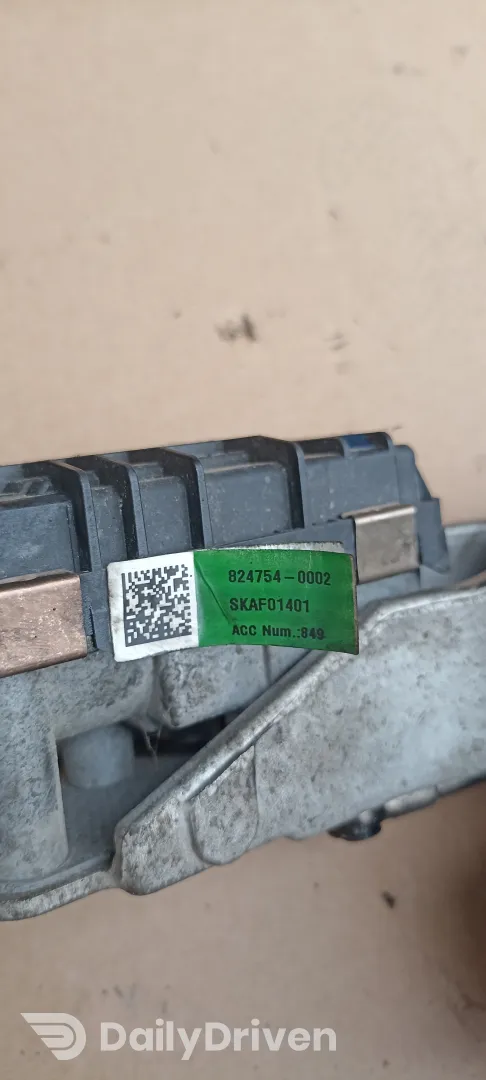 824754-0002
SKAF01401
ACC Num.:849
DailyDriven